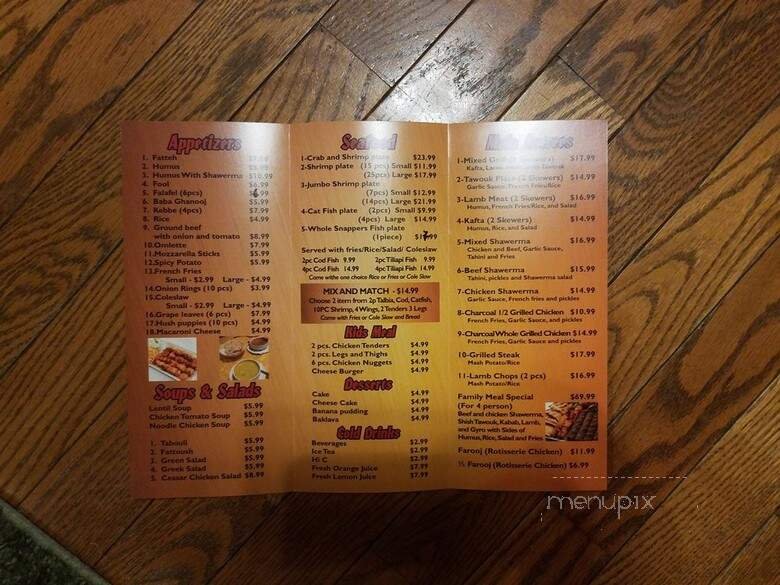 Appetizers
1. Fatteh
2. Humus
3. Humus With Shawerma $10.99
4. Fool $6.99
5. Falafel (6pcs)
6. Baba Ghanooj $5.99
7. Kebbe (4pcs) $7.99
8. Rice $4.99
9. Ground beef
with onion and tomato $8.99
10.Omlette $7.99
11.Mozzarella Sticks $5.99
12.Spicy Potato $5.99
13.French Fries
Small - $2.99 Large - $4.99
14.Onion Rings (10 pcs) $3.99
15.Coleslaw
Small - $2.99 Large - $4.99
16.Grape leaves (6 pcs) $7.99
17.Hush puppies (10 pcs) $4.99
18.Macaroni Cheese $4.99
Soups & Salads
Lentil Soup $5.99
Chicken Tomato Soup $5.99
Noodle Chicken Soup $5.99
1. Tabouli $5.99
2. Fattoush $5.99
3. Green Salad $5.99
4. Greek Salad $5.99
5. Ceasar Chicken Salad $8.99
Seafood
1-Crab and Shrimp plate $23.99
2-Shrimp plate (15 pcs) Small $11.99
(25pcs) Large $17.99
3-Jumbo Shrimp plate
(7pcs) Small $12.99
(14pcs) Large $21.99
4-Cat Fish plate (2pcs) Small $9.99
(4pcs) Large $14.99
5-Whole Snappers Fish plate
(1piece)
Served with fries/Rice/Salad/ Coleslaw
2pc Cod Fish 9.99 2pc Tiliapi Fish 9.99
4pc Cod Fish 14.99 4pc Tiliapi Fish 14.99
Came withe one choice Rice or Fries or Cole Slow
MIX AND MATCH - $14.99
Choose 2 item from 2p Talbia, Cod, Catfish,
10PC Shrimp, 4 Wings, 2 Tenders 3 Legs
Came with Fries or Cole Slow and Bread
Kids Meal
2 pcs. Chicken Tenders $4.99
2 pcs. Legs and Thighs $4.99
6 pcs. Chicken Nuggets $4.99
Cheese Burger $4.99
Desserts
Cake $4.99
Cheese Cake $4.99
Banana pudding $4.99
Baklava $4.99
Cold Drinks
Beverages $2.99
Ice Tea $2.99
Hi C $2.99
Fresh Orange Juice $7.99
Fresh Lemon Juice $7.99
1-Mixed Grill (3 Skewers) $17.99
2-Tawouk Plate (2 Skewers) $14.99
Garlic Sauce, French Fries/Rice
3-Lamb Meat (2 Skewers) $16.99
Humus, French Fries/Rice, and Salad
4-Kafta (2 Skewers) $14.99
Humus, Rice, and Salad
5-Mixed Shawerma $16.99
Chicken and Beef, Garlic Sauce,
Tahini and Fries
6-Beef Shawerma $15.99
Tahini, pickles and Shawerma salad
7-Chicken Shawerma $14.99
Garlic Sauce, French fries and pickles
8-Charcoal 1/2 Grilled Chicken $10.99
French Fries, Garlic Sauce, and pickles
9-Charcoal Whole Grilled Chicken $14.99
French Fries, Garlic Sauce and pickles
10-Grilled Steak $17.99
Mash Potato/Rice
11-Lamb Chops (2 pcs) $16.99
Mash Potato/Rice
Family Meal Special $69.99
(For 4 person)
Beef and chicken Shawerma,
Shish Tawouk, Kabab, Lamb,
and Gyro with Sides of
Humus, Rice, Salad and Fries
Farooj (Rotisserie Chicken) $11.99
½ Farooj (Rotisserie Chicken) $6.99
menupix